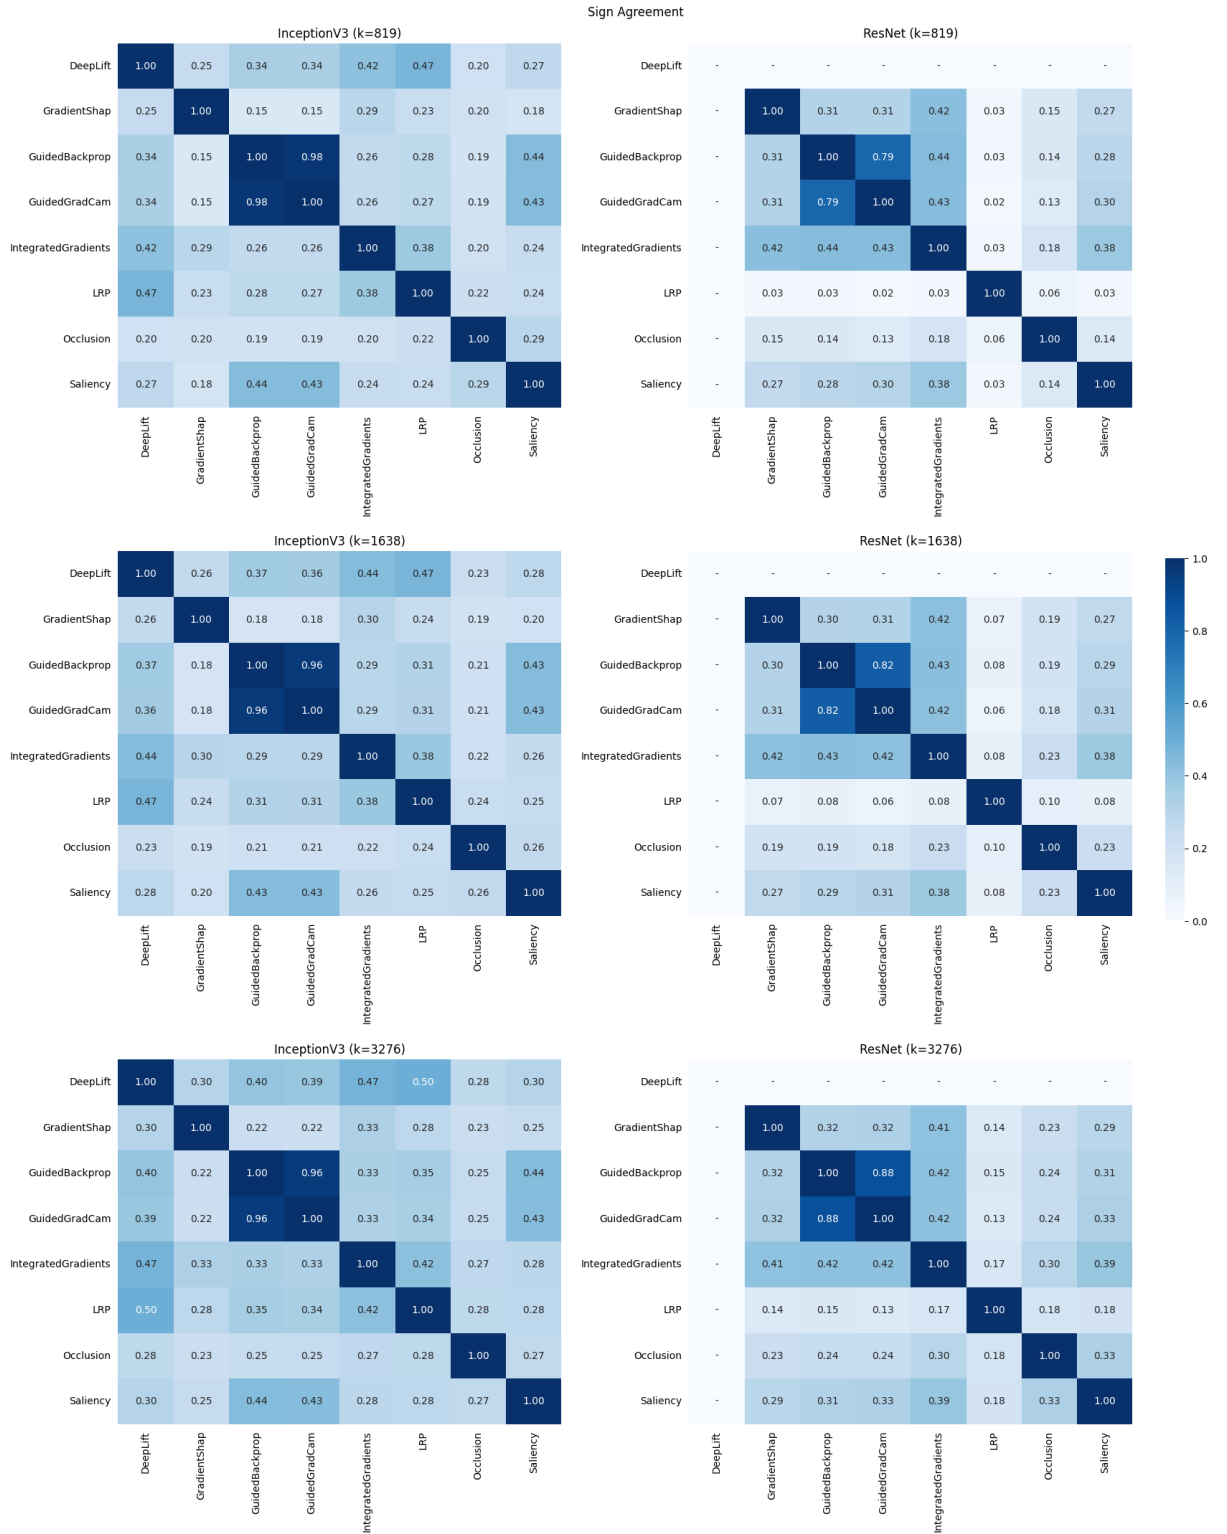 Sign Agreement
InceptionV3 (k=819)
DeepLift 1.00 0.25 0.34 0.34 0.42 0.47 0.20 0.27
GradientShap 0.25 1.00 0.15 0.15 0.29 0.23 0.20 0.18
GuidedBackprop 0.34 0.15 1.00 0.98 0.26 0.28 0.19 0.44
GuidedGradCam 0.34 0.15 0.98 1.00 0.26 0.27 0.19 0.43
IntegratedGradients 0.42 0.29 0.26 0.26 1.00 0.38 0.20 0.24
LRP 0.47 0.23 0.28 0.27 0.38 1.00 0.22 0.24
Occlusion 0.20 0.20 0.19 0.19 0.20 0.22 1.00 0.29
Saliency 0.27 0.18 0.44 0.43 0.24 0.24 0.29 1.00
DeepLift GradientShap GuidedBackprop GuidedGradCam IntegratedGradients LRP Occlusion Saliency
ResNet (k=819)
DeepLift - - - - - - - -
GradientShap - 1.00 0.31 0.31 0.42 0.03 0.15 0.27
GuidedBackprop - 0.31 1.00 0.79 0.44 0.03 0.14 0.28
GuidedGradCam - 0.31 0.79 1.00 0.43 0.02 0.13 0.30
IntegratedGradients - 0.42 0.44 0.43 1.00 0.03 0.18 0.38
LRP - 0.03 0.03 0.02 0.03 1.00 0.06 0.03
Occlusion - 0.15 0.14 0.13 0.18 0.06 1.00 0.14
Saliency - 0.27 0.28 0.30 0.38 0.03 0.14 1.00
DeepLift GradientShap GuidedBackprop GuidedGradCam IntegratedGradients LRP Occlusion Saliency
InceptionV3 (k=1638)
DeepLift 1.00 0.26 0.37 0.36 0.44 0.47 0.23 0.28
GradientShap 0.26 1.00 0.18 0.18 0.30 0.24 0.19 0.20
GuidedBackprop 0.37 0.18 1.00 0.96 0.29 0.31 0.21 0.43
GuidedGradCam 0.36 0.18 0.96 1.00 0.29 0.31 0.21 0.43
IntegratedGradients 0.44 0.30 0.29 0.29 1.00 0.38 0.22 0.26
LRP 0.47 0.24 0.31 0.31 0.38 1.00 0.24 0.25
Occlusion 0.23 0.19 0.21 0.21 0.22 0.24 1.00 0.26
Saliency 0.28 0.20 0.43 0.43 0.26 0.25 0.26 1.00
DeepLift GradientShap GuidedBackprop GuidedGradCam IntegratedGradients LRP Occlusion Saliency
ResNet (k=1638)
DeepLift - - - - - - - -
GradientShap - 1.00 0.30 0.31 0.42 0.07 0.19 0.27
GuidedBackprop - 0.30 1.00 0.82 0.43 0.08 0.19 0.29
GuidedGradCam - 0.31 0.82 1.00 0.42 0.06 0.18 0.31
IntegratedGradients - 0.42 0.43 0.42 1.00 0.08 0.23 0.38
LRP - 0.07 0.08 0.06 0.08 1.00 0.10 0.08
Occlusion - 0.19 0.19 0.18 0.23 0.10 1.00 0.23
Saliency - 0.27 0.29 0.31 0.38 0.08 0.23 1.00
DeepLift GradientShap GuidedBackprop GuidedGradCam IntegratedGradients LRP Occlusion Saliency
1.0
0.8
0.6
0.4
0.2
0.0
InceptionV3 (k=3276)
DeepLift 1.00 0.30 0.40 0.39 0.47 0.50 0.28 0.30
GradientShap 0.30 1.00 0.22 0.22 0.33 0.28 0.23 0.25
GuidedBackprop 0.40 0.22 1.00 0.96 0.33 0.35 0.25 0.44
GuidedGradCam 0.39 0.22 0.96 1.00 0.33 0.34 0.25 0.43
IntegratedGradients 0.47 0.33 0.33 0.33 1.00 0.42 0.27 0.28
LRP 0.50 0.28 0.35 0.34 0.42 1.00 0.28 0.28
Occlusion 0.28 0.23 0.25 0.25 0.27 0.28 1.00 0.27
Saliency 0.30 0.25 0.44 0.43 0.28 0.28 0.27 1.00
DeepLift GradientShap GuidedBackprop GuidedGradCam IntegratedGradients LRP Occlusion Saliency
ResNet (k=3276)
DeepLift - - - - - - - -
GradientShap - 1.00 0.32 0.32 0.41 0.14 0.23 0.29
GuidedBackprop - 0.32 1.00 0.88 0.42 0.15 0.24 0.31
GuidedGradCam - 0.32 0.88 1.00 0.42 0.13 0.24 0.33
IntegratedGradients - 0.41 0.42 0.42 1.00 0.17 0.30 0.39
LRP - 0.14 0.15 0.13 0.17 1.00 0.18 0.18
Occlusion - 0.23 0.24 0.24 0.30 0.18 1.00 0.33
Saliency - 0.29 0.31 0.33 0.39 0.18 0.33 1.00
DeepLift GradientShap GuidedBackprop GuidedGradCam IntegratedGradients LRP Occlusion Saliency